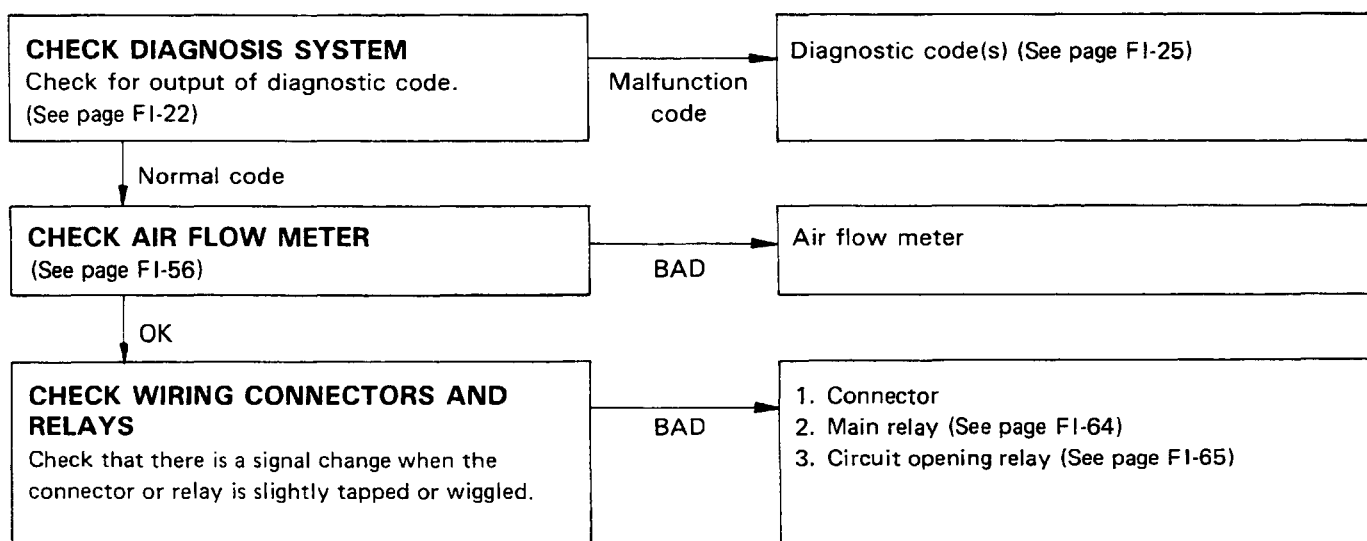 CHECK DIAGNOSIS SYSTEM
Check for output of diagnostic code.
(See page FI-22)
Malfunction
code
Diagnostic code(s) (See page FI-25)
Normal code
CHECK AIR FLOW METER
(See page FI-56)
BAD
Air flow meter
OK
CHECK WIRING CONNECTORS AND
RELAYS
Check that there is a signal change when the
connector or relay is slightly tapped or wiggled.
BAD
1. Connector
2. Main relay (See page FI-64)
3. Circuit opening relay (See page FI-65)